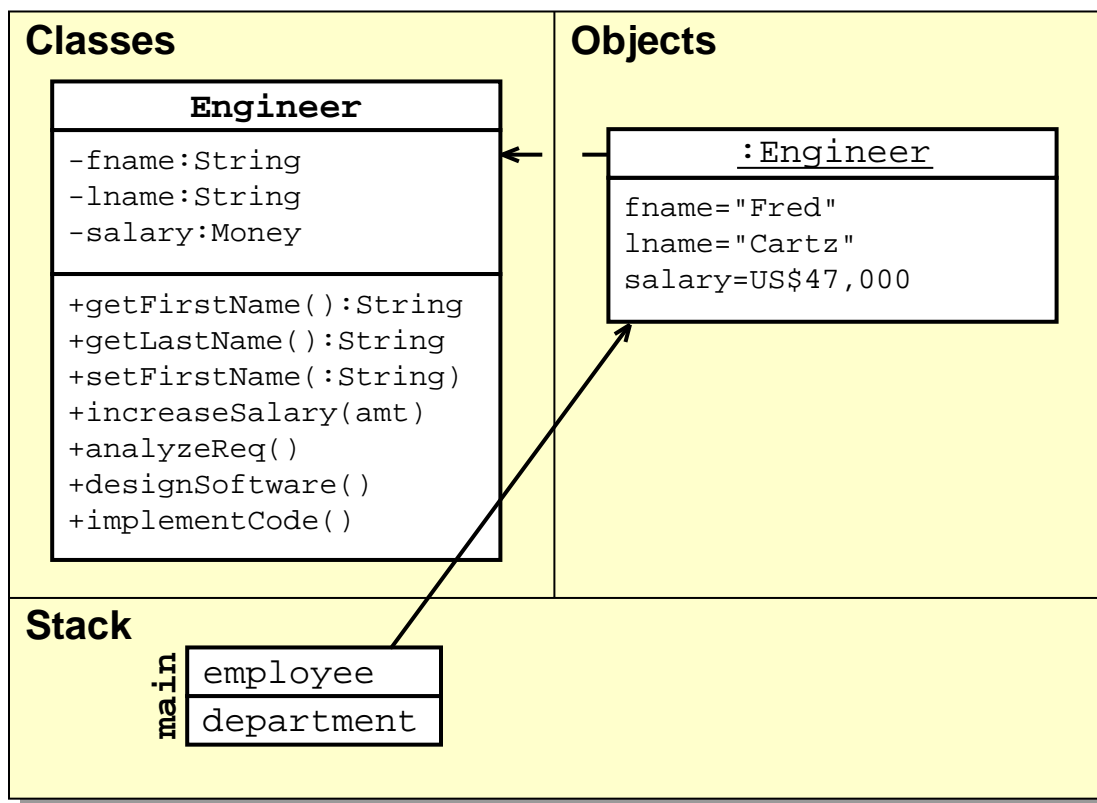 Classes
Engineer
-fname:String
-lname:String
-salary:Money
+getFirstName():String
+getLastName():String
+setFirstName(:String)
+increaseSalary(amt)
+analyzeReq()
+designSoftware()
+implementCode()
Objects
:Engineer
fname="Fred"
lname="Cartz"
salary=US$47,000
Stack
main
employee
department